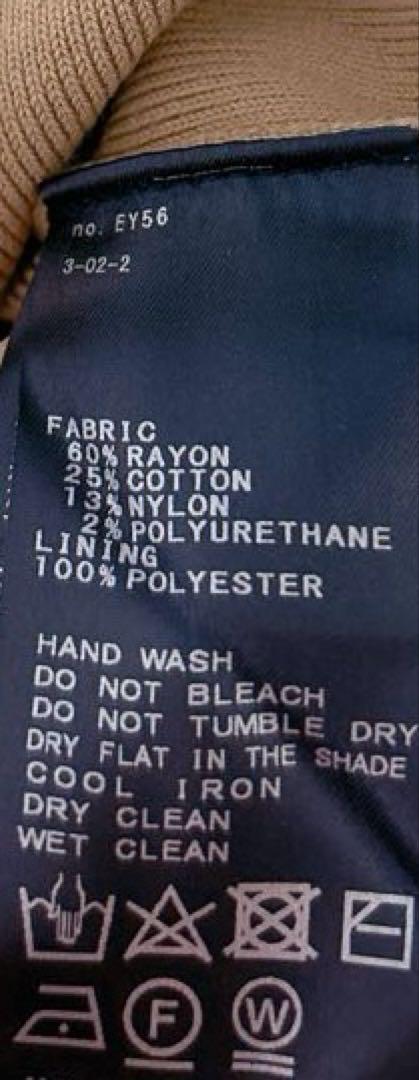 no. EY56
3-02-2
FABRIC
60% RAYON
25% COTTON
13% NYLON
2% POLYURETHANE
LINING
100% POLYESTER
HAND WASH
DO NOT BLEACH
DO NOT TUMBLE DRY
DRY FLAT IN THE SHADE
COOL IRON
DRY CLEAN
WET CLEAN
F W